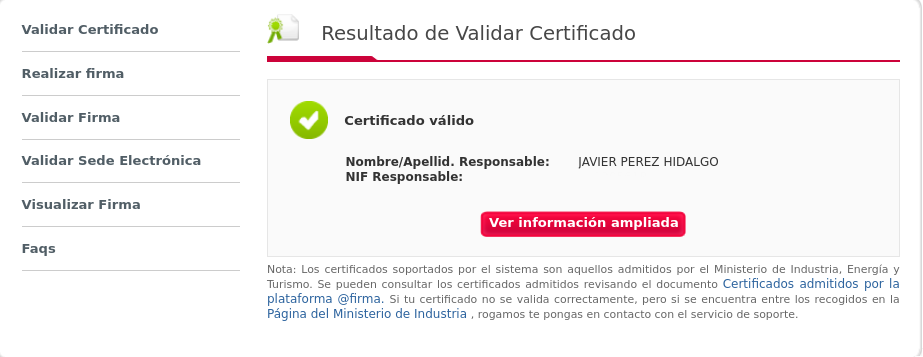 Validar Certificado
Realizar firma
Validar Firma
Validar Sede Electrónica
Visualizar Firma
Faqs
Resultado de Validar Certificado
Certificado válido
Nombre/Apellid. Responsable: JAVIER PEREZ HIDALGO
NIF Responsable:
Ver información ampliada
Nota: Los certificados soportados por el sistema son aquellos admitidos por el Ministerio de Industria, Energía y
Turismo. Se pueden consultar los certificados admitidos revisando el documento Certificados admitidos por la
plataforma @firma. Si tu certificado no se valida correctamente, pero si se encuentra entre los recogidos en la
Página del Ministerio de Industria , rogamos te pongas en contacto con el servicio de soporte.